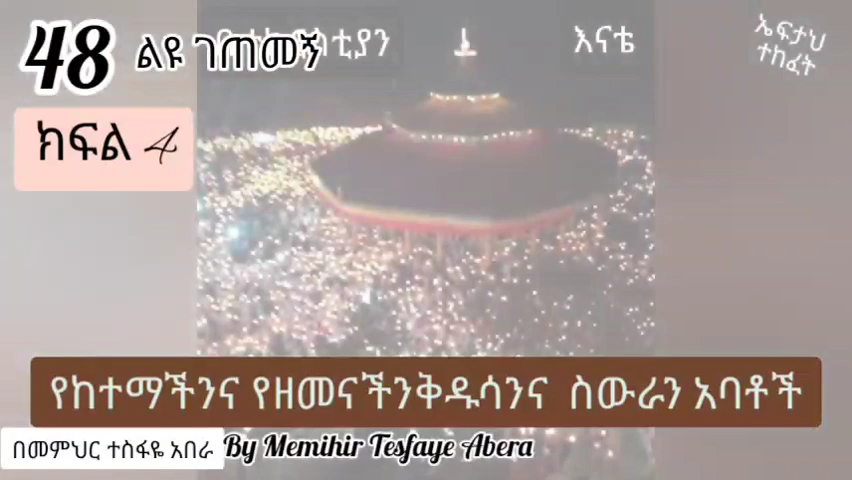 48 ልዩ ገጠመኝ
እናቴ
ኤፍታህ
ተከፈት
ክፍል 4
የከተማችንና የዘመናችንቅዱሳንና ስውራን አባቶች
በመምህር ተስፋዬ አበራ By Memihir Tesfaye Abera